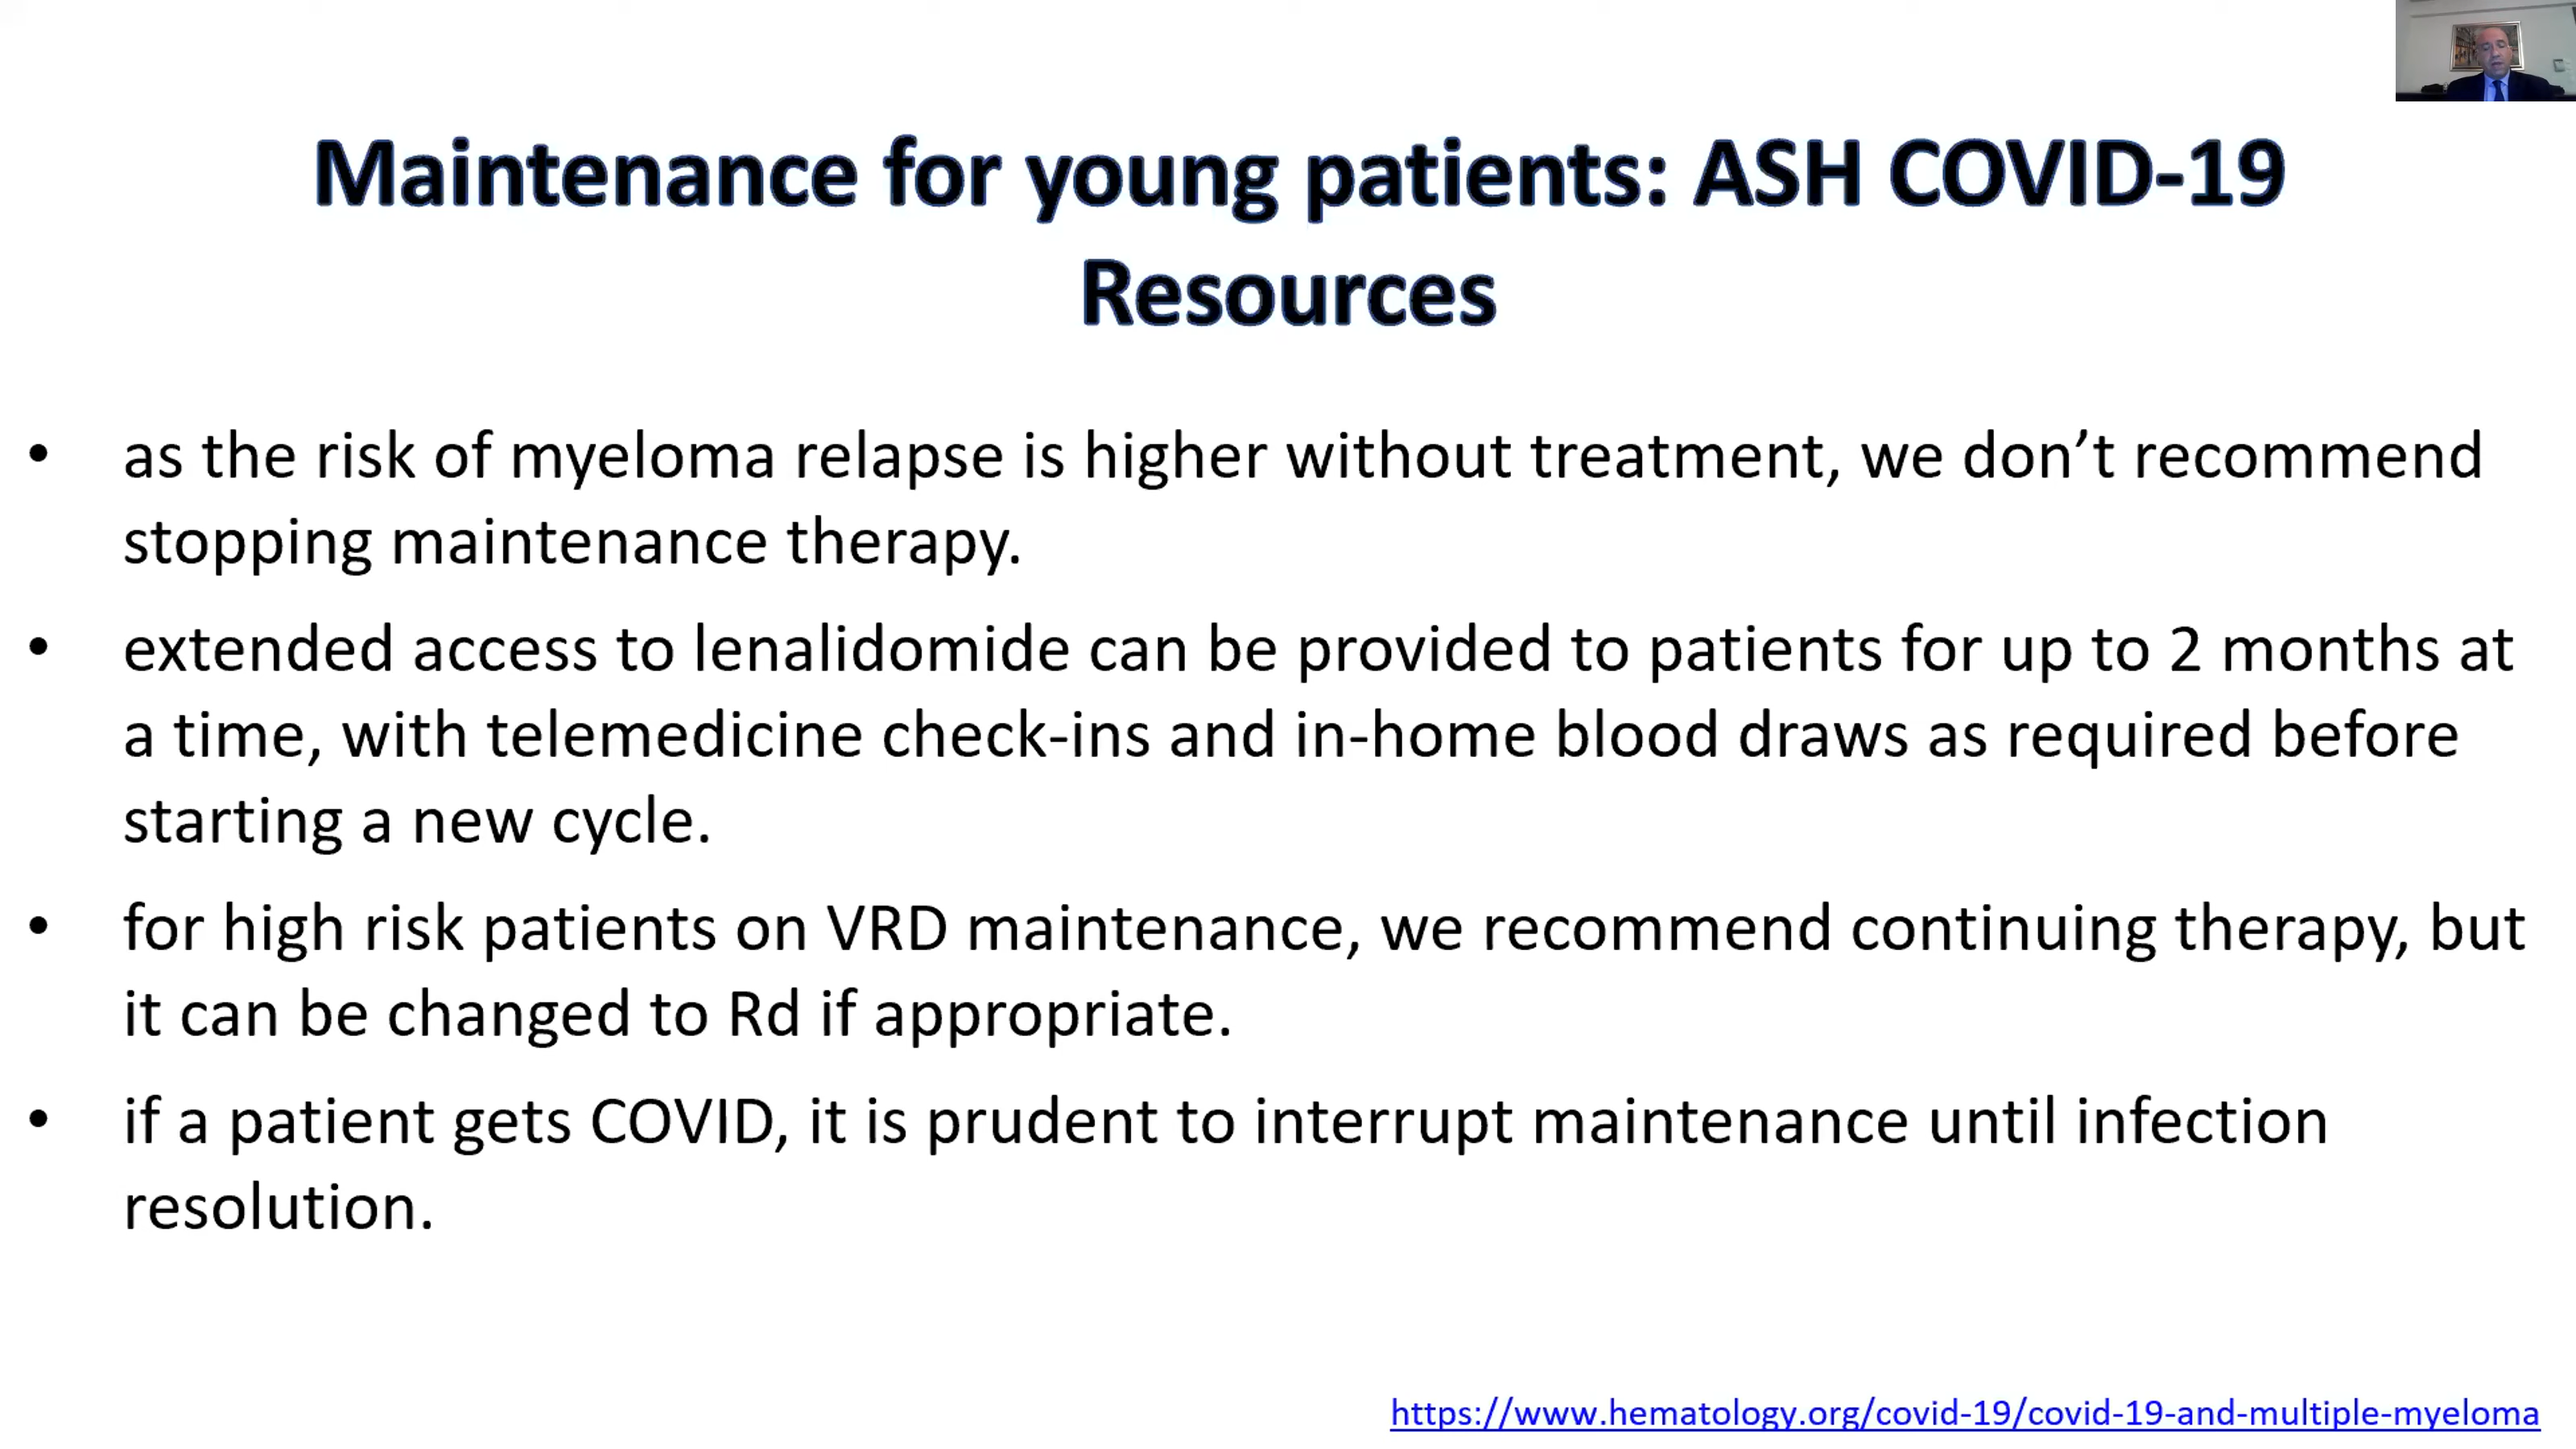 Maintenance for young patients: ASH COVID-19
Resources
• as the risk of myeloma relapse is higher without treatment, we don’t recommend
stopping maintenance therapy.
• extended access to lenalidomide can be provided to patients for up to 2 months at
a time, with telemedicine check-ins and in-home blood draws as required before
starting a new cycle.
• for high risk patients on VRD maintenance, we recommend continuing therapy, but
it can be changed to Rd if appropriate.
• if a patient gets COVID, it is prudent to interrupt maintenance until infection
resolution.
https://www.hematology.org/covid-19/covid-19-and-multiple-myeloma